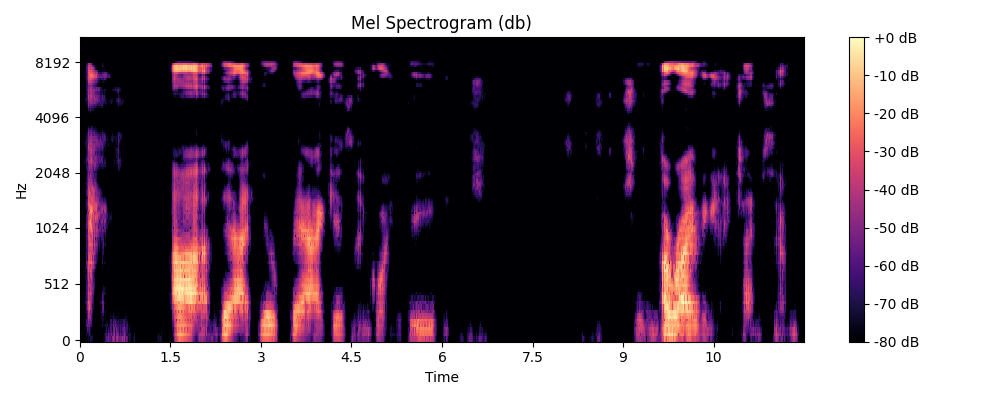 Mel Spectrogram (db)
Hz
8192
4096
2048
1024
512
0
0 1.5 3 4.5 6 7.5 9 10
Time
+0 dB
-10 dB
-20 dB
-30 dB
-40 dB
-50 dB
-60 dB
-70 dB
-80 dB